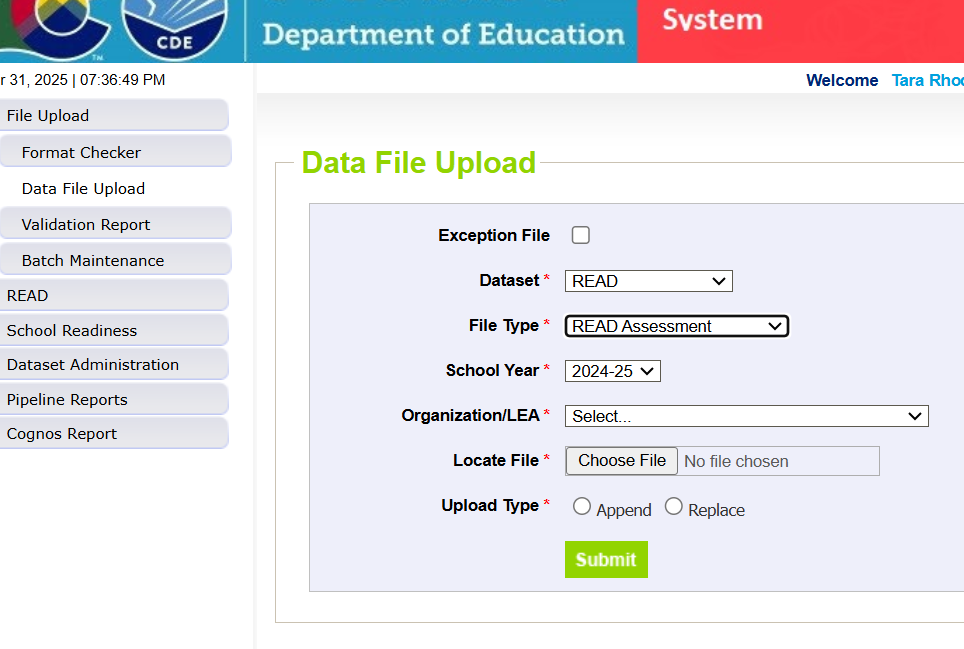 System
Department of Education
CDE
TM
r 31, 2025 | 07:36:49 PM
Welcome Tara Rho
File Upload
Format Checker
Data File Upload
Validation Report
Batch Maintenance
READ
School Readiness
Dataset Administration
Pipeline Reports
Cognos Report
Data File Upload
Exception File
Dataset * READ
File Type * READ Assessment
School Year * 2024-25
Organization/LEA * Select...
Locate File * Choose File No file chosen
Upload Type * Append Replace
Submit